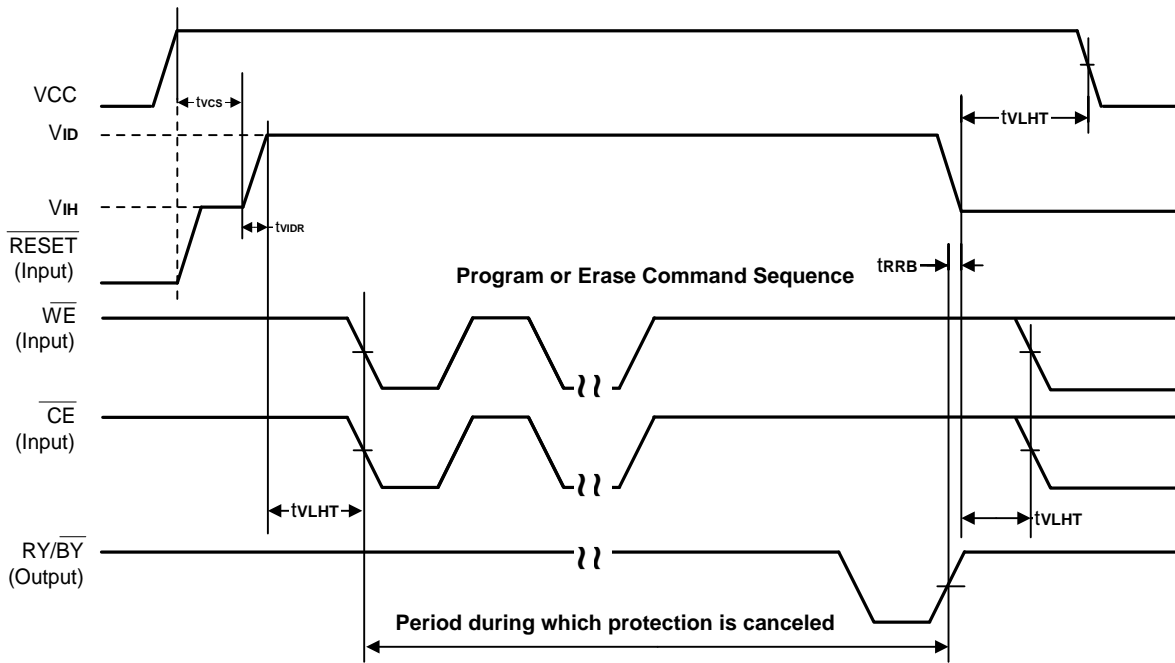 VCC
tVCS
tVLHT
VID
VIH
tVIDR
RESET
(Input)
Program or Erase Command Sequence
tRRB
WE
(Input)
CE
(Input)
tVLHT
tVLHT
RY/BY
(Output)
Period during which protection is canceled